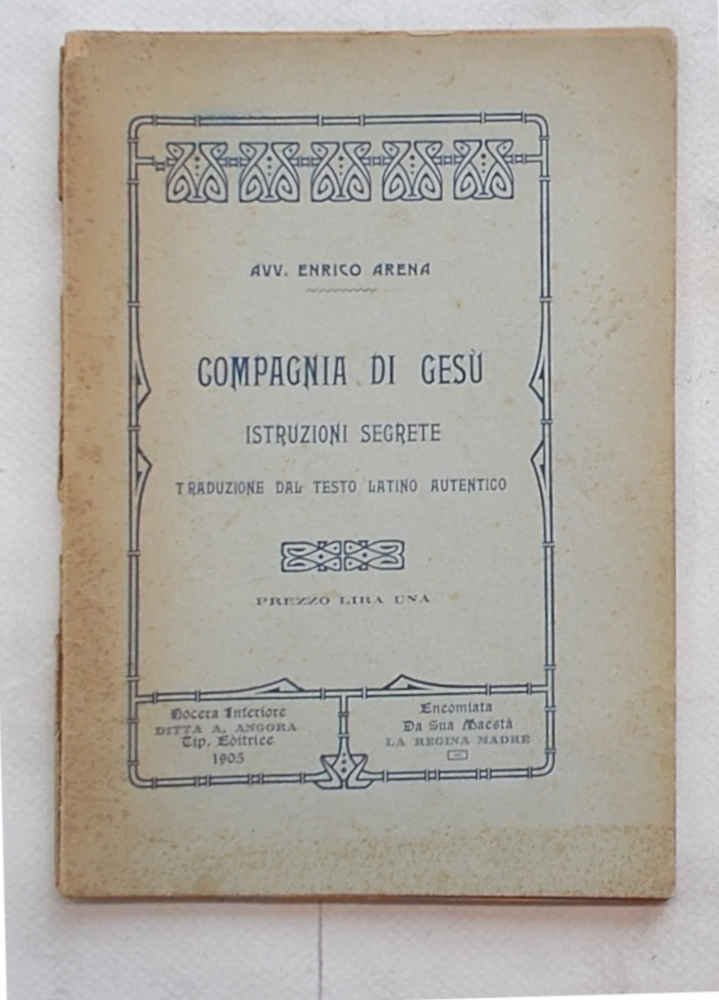 AVV. ENRICO ARENA
COMPAGNIA DI GESÙ
ISTRUZIONI SEGRETE
TRADUZIONE DAL TESTO LATINO AUTENTICO
PREZZO LIRA UNA
Nocera Inferiore
DITTA A. ANGORA
Tip. Editrice
1905
Encomiata
Da Sua Maestà
LA REGINA MADRE